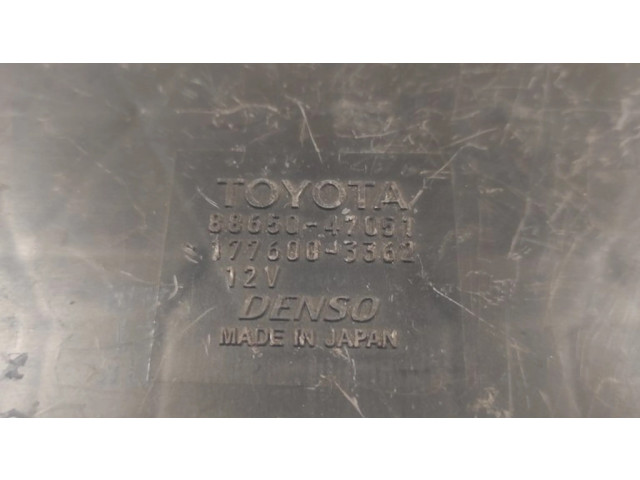 TOYOTA
88650-47051
177600-3362
12V
DENSO
MADE IN JAPAN